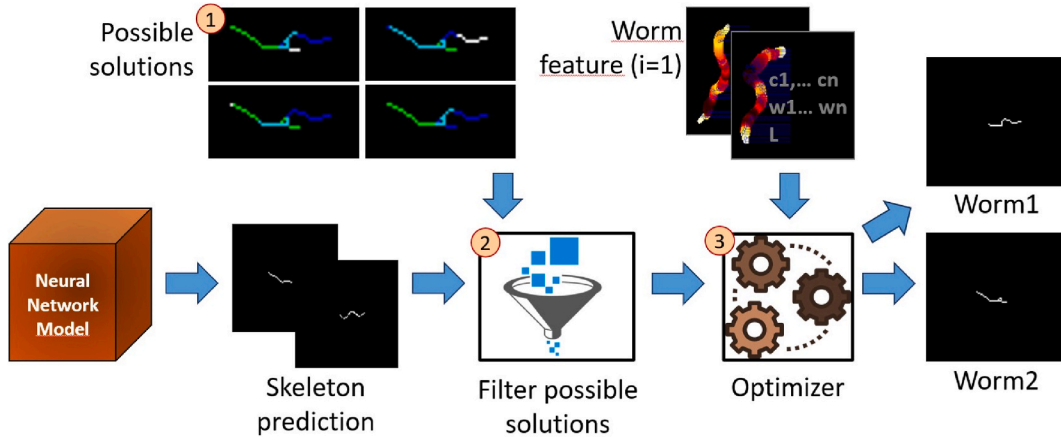 Possible
solutions
1
Worm
feature (i=1)
c1,... cn
w1... wn
L
Worm1
Neural
Network
Model
Skeleton
prediction
2
Filter possible
solutions
3
Optimizer
Worm2